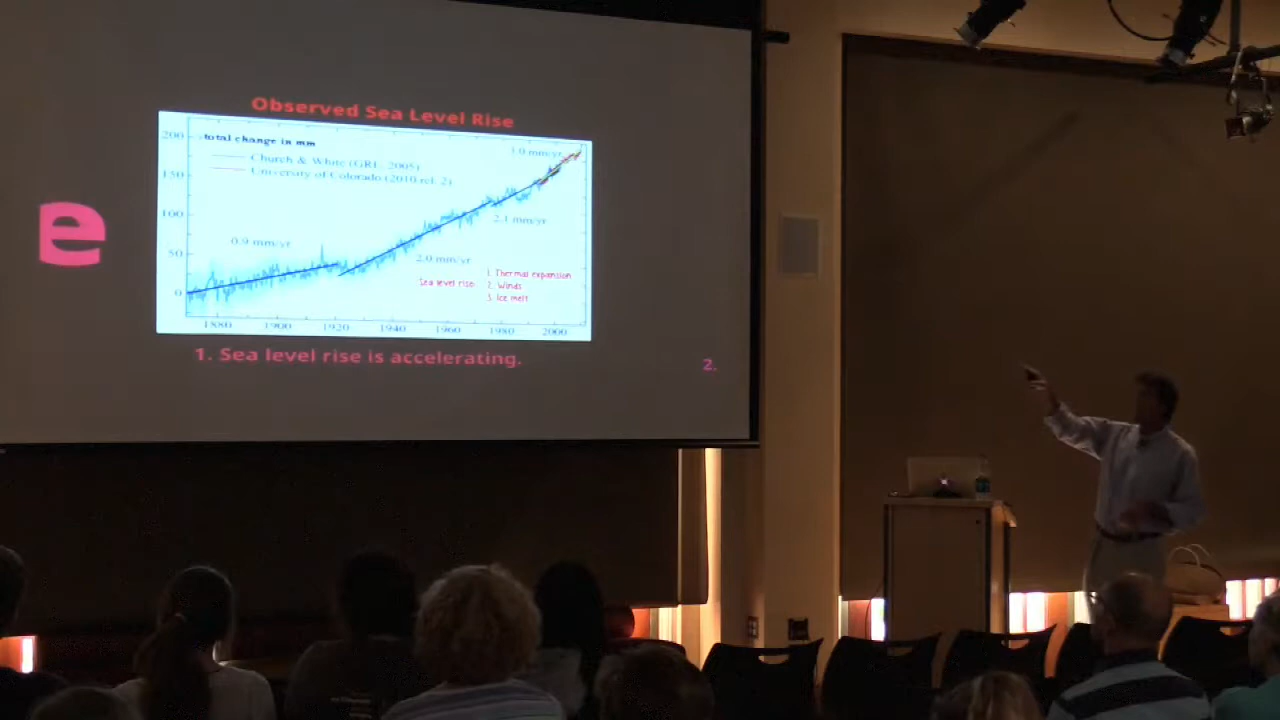 Observed Sea Level Rise
total change in mm
Church & White (GRL, 2005)
University of Colorado (2010 rel. 2)
3.0 mm/yr
2.1 mm/yr
2.0 mm/yr
0.9 mm/yr
200
150
100
50
0
1880 1900 1920 1940 1960 1980 2000
Sea level rise:
1. Thermal expansion
2. Winds
3. Ice melt
1. Sea level rise is accelerating.
2.
e